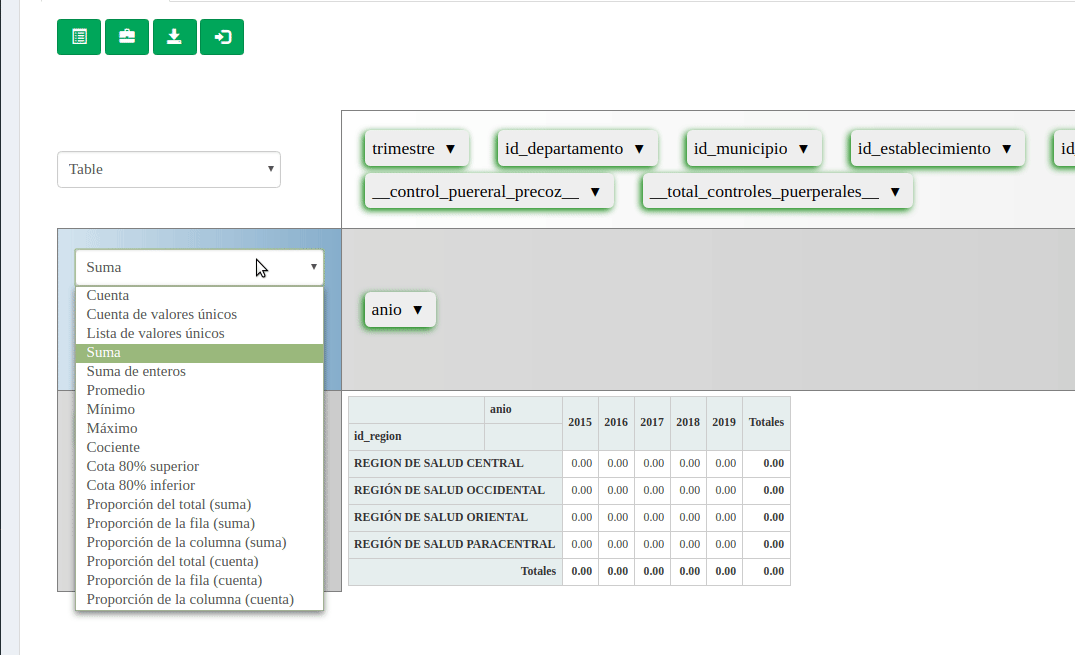 trimestre ▼ id_departamento ▼ id_municipio ▼ id_establecimiento ▼ id
Table
__control_puereral_precoz__ ▼ __total_controles_puerperales__ ▼
Suma
Cuenta
Cuenta de valores únicos
Lista de valores únicos
Suma
Suma de enteros
Promedio
Mínimo
Máximo
Cociente
Cota 80% superior
Cota 80% inferior
Proporción del total (suma)
Proporción de la fila (suma)
Proporción de la columna (suma)
Proporción del total (cuenta)
Proporción de la fila (cuenta)
Proporción de la columna (cuenta)
anio ▼
anio 2015 2016 2017 2018 2019 Totales
id_region
REGION DE SALUD CENTRAL 0.00 0.00 0.00 0.00 0.00 0.00
REGIÓN DE SALUD OCCIDENTAL 0.00 0.00 0.00 0.00 0.00 0.00
REGIÓN DE SALUD ORIENTAL 0.00 0.00 0.00 0.00 0.00 0.00
REGIÓN DE SALUD PARACENTRAL 0.00 0.00 0.00 0.00 0.00 0.00
Totales 0.00 0.00 0.00 0.00 0.00 0.00